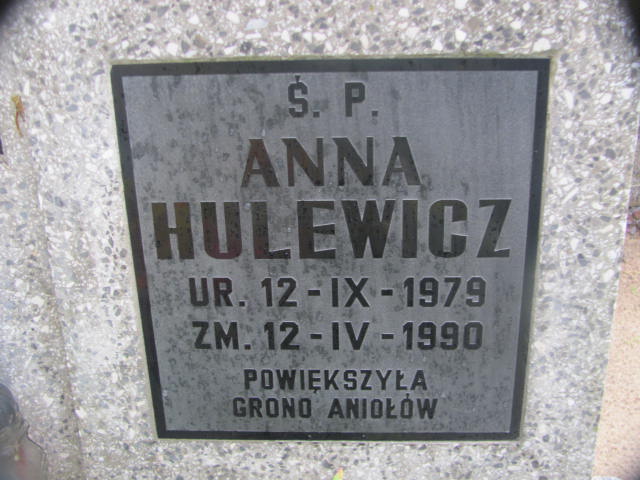 Ś. P.
ANNA
HULEWICZ
UR. 12-IX-1979
ZM. 12-IV-1990
POWIĘKSZYŁA
GRONO ANIOŁÓW